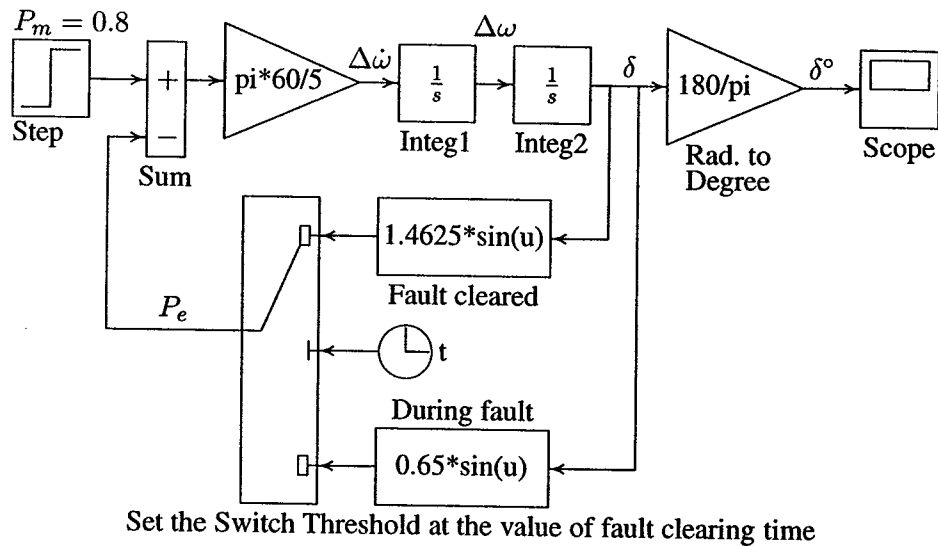 P_m = 0.8
Step
+
−
Sum
pi*60/5
Δω̇
1/s
Integ1
Δω
1/s
Integ2
δ
180/pi
Rad. to
Degree
δ°
Scope
1.4625*sin(u)
Fault cleared
P_e
t
During fault
0.65*sin(u)
Set the Switch Threshold at the value of fault clearing time